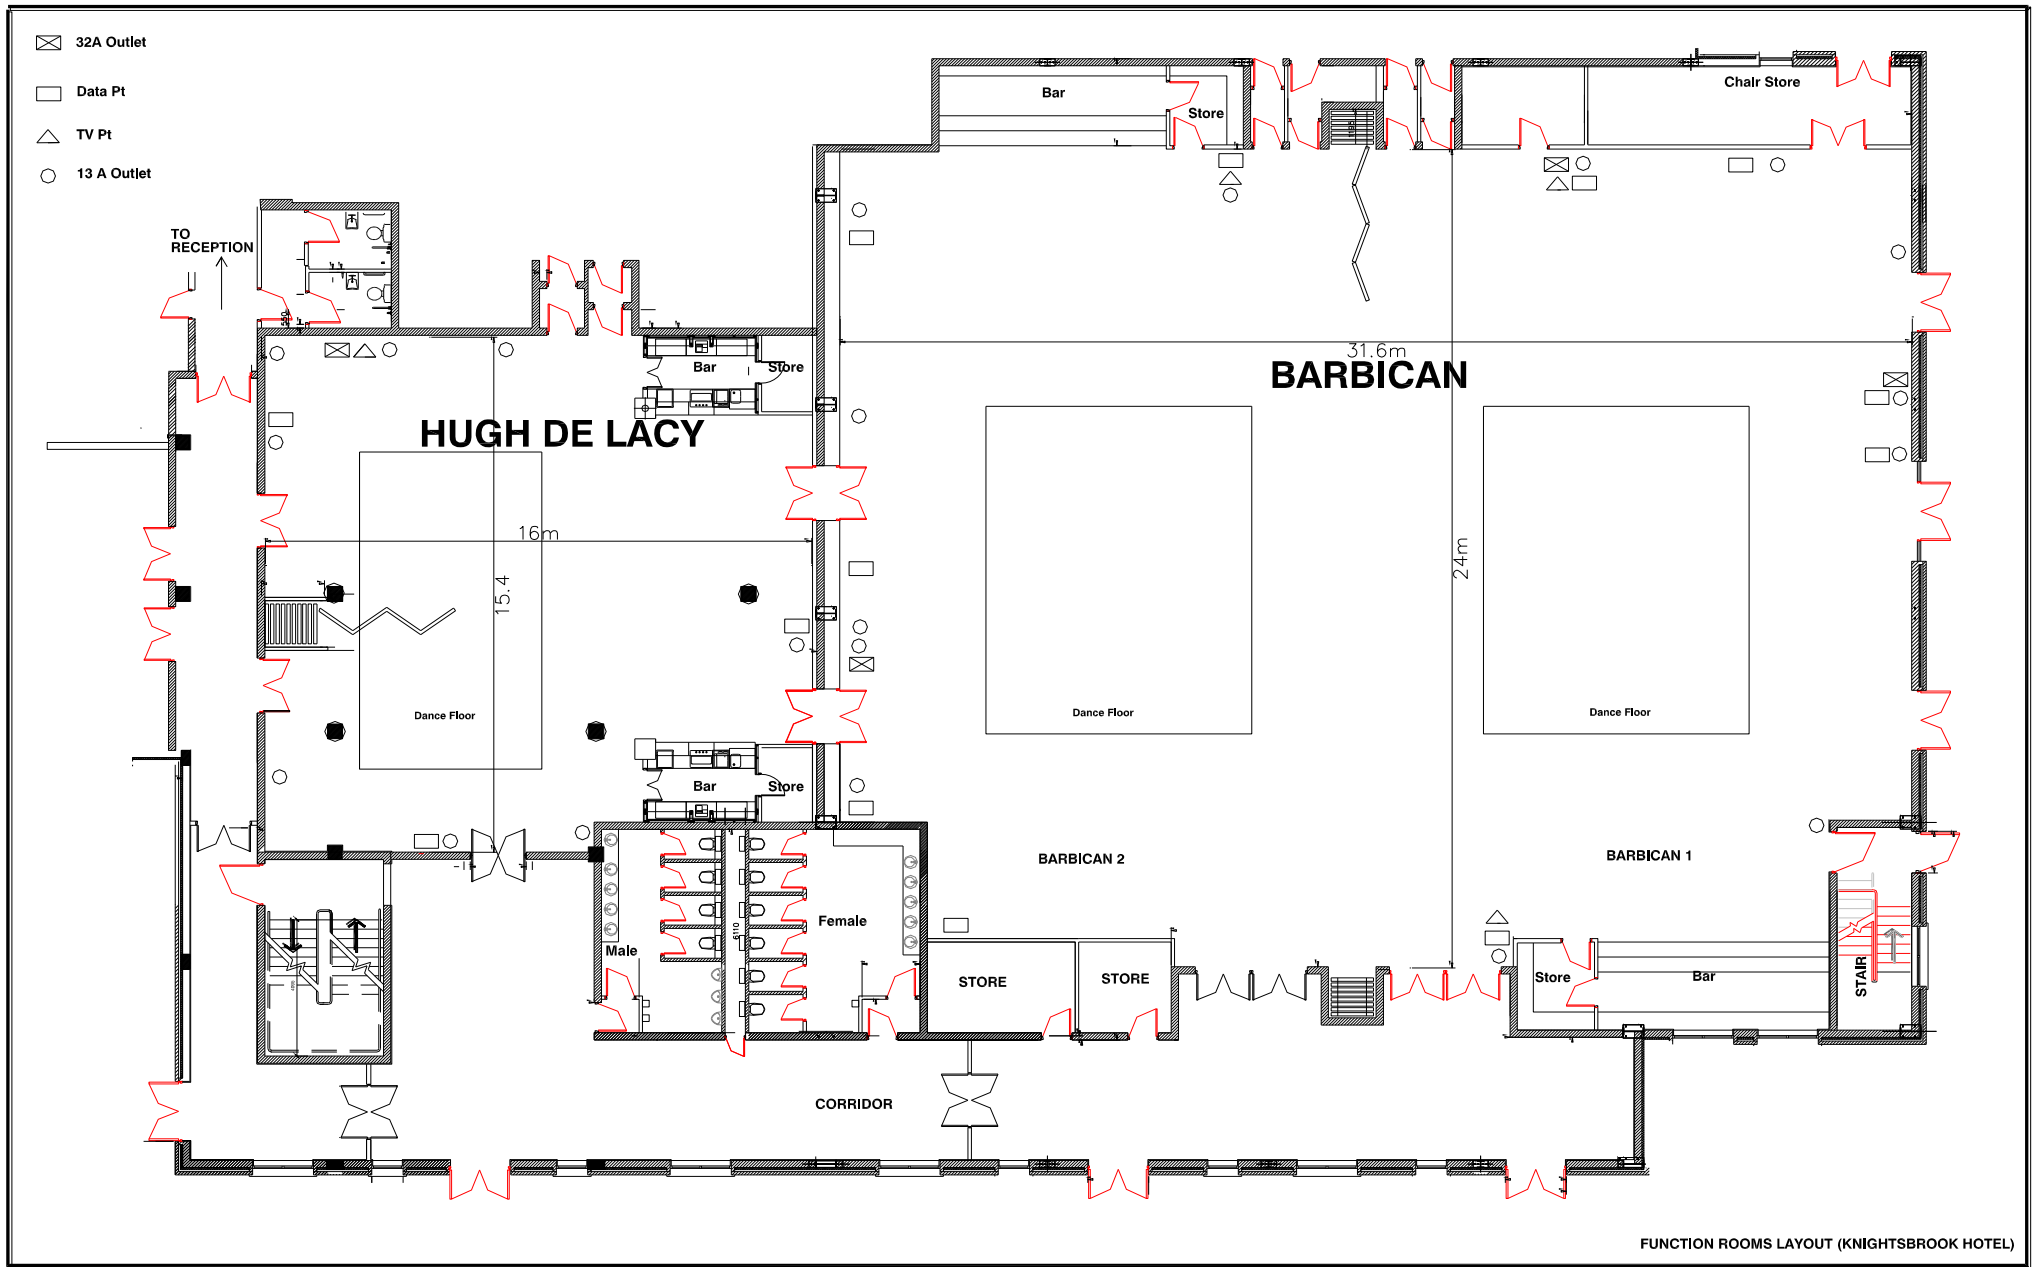 32A Outlet
Data Pt
TV Pt
13 A Outlet
TO
RECEPTION
Bar
Store
1195
Chair Store
31.6m
BARBICAN
Bar
Store
HUGH DE LACY
16m
15.4
24m
Dance Floor
Dance Floor
Dance Floor
Bar
Store
BARBICAN 2
BARBICAN 1
Male
6110
Female
STORE
STORE
Store
Bar
STAIR
CORRIDOR
FUNCTION ROOMS LAYOUT (KNIGHTSBROOK HOTEL)